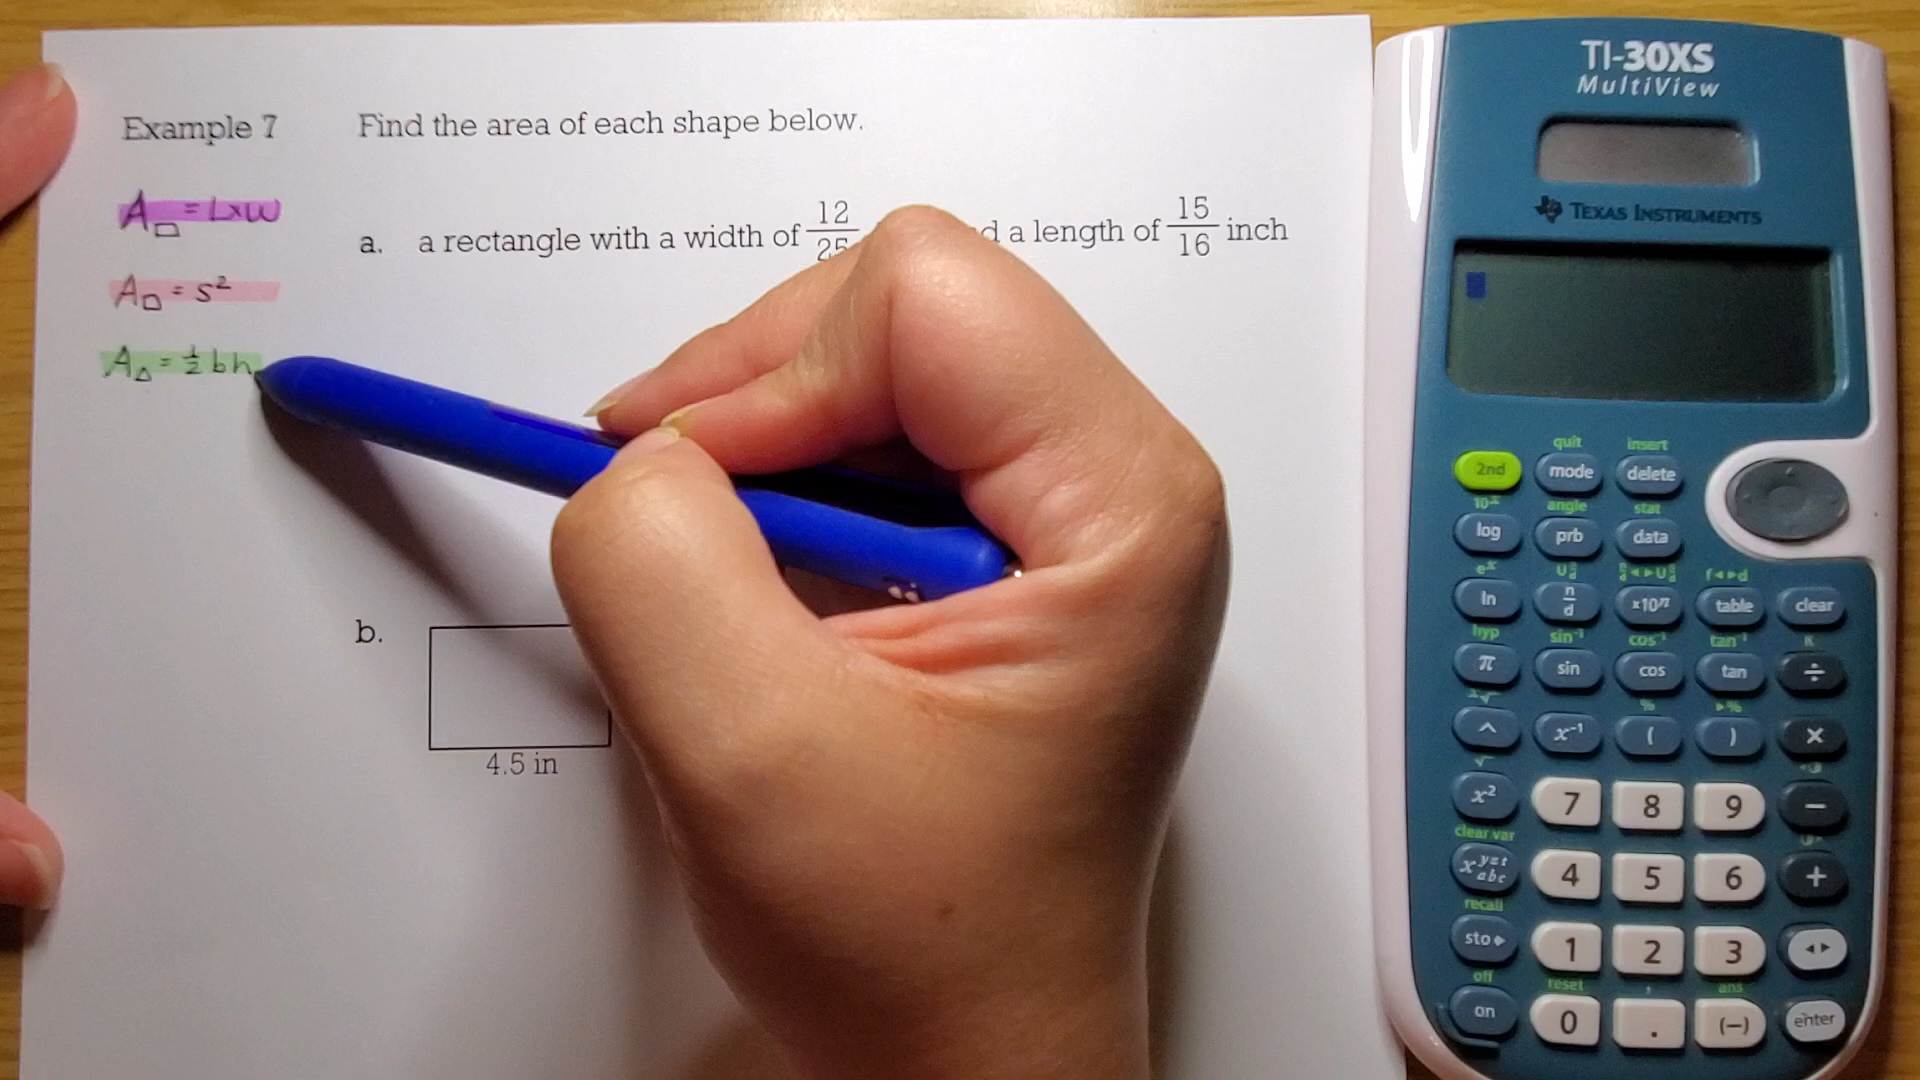 Example 7 Find the area of each shape below.
A□ = L×W
a. a rectangle with a width of 12/25 a length of 15/16 inch
A□ = s²
A△ = ½bh
b.
4.5 in
TI-30XS
MultiView
TEXAS INSTRUMENTS
quit insert
2nd mode delete
10ˣ angle stat
log prb data
eˣ f◄►d
ln n/d x10ⁿ table clear
hyp sin⁻¹ cos⁻¹ tan⁻¹ K
π sin cos tan ÷
ˣ√ % ►%
^ x⁻¹ ( ) ×
√
x² 7 8 9 −
clear var
x y z t a b c 4 5 6 +
recall
sto► 1 2 3 ◄►
off reset , ans
on 0 . (−) enter